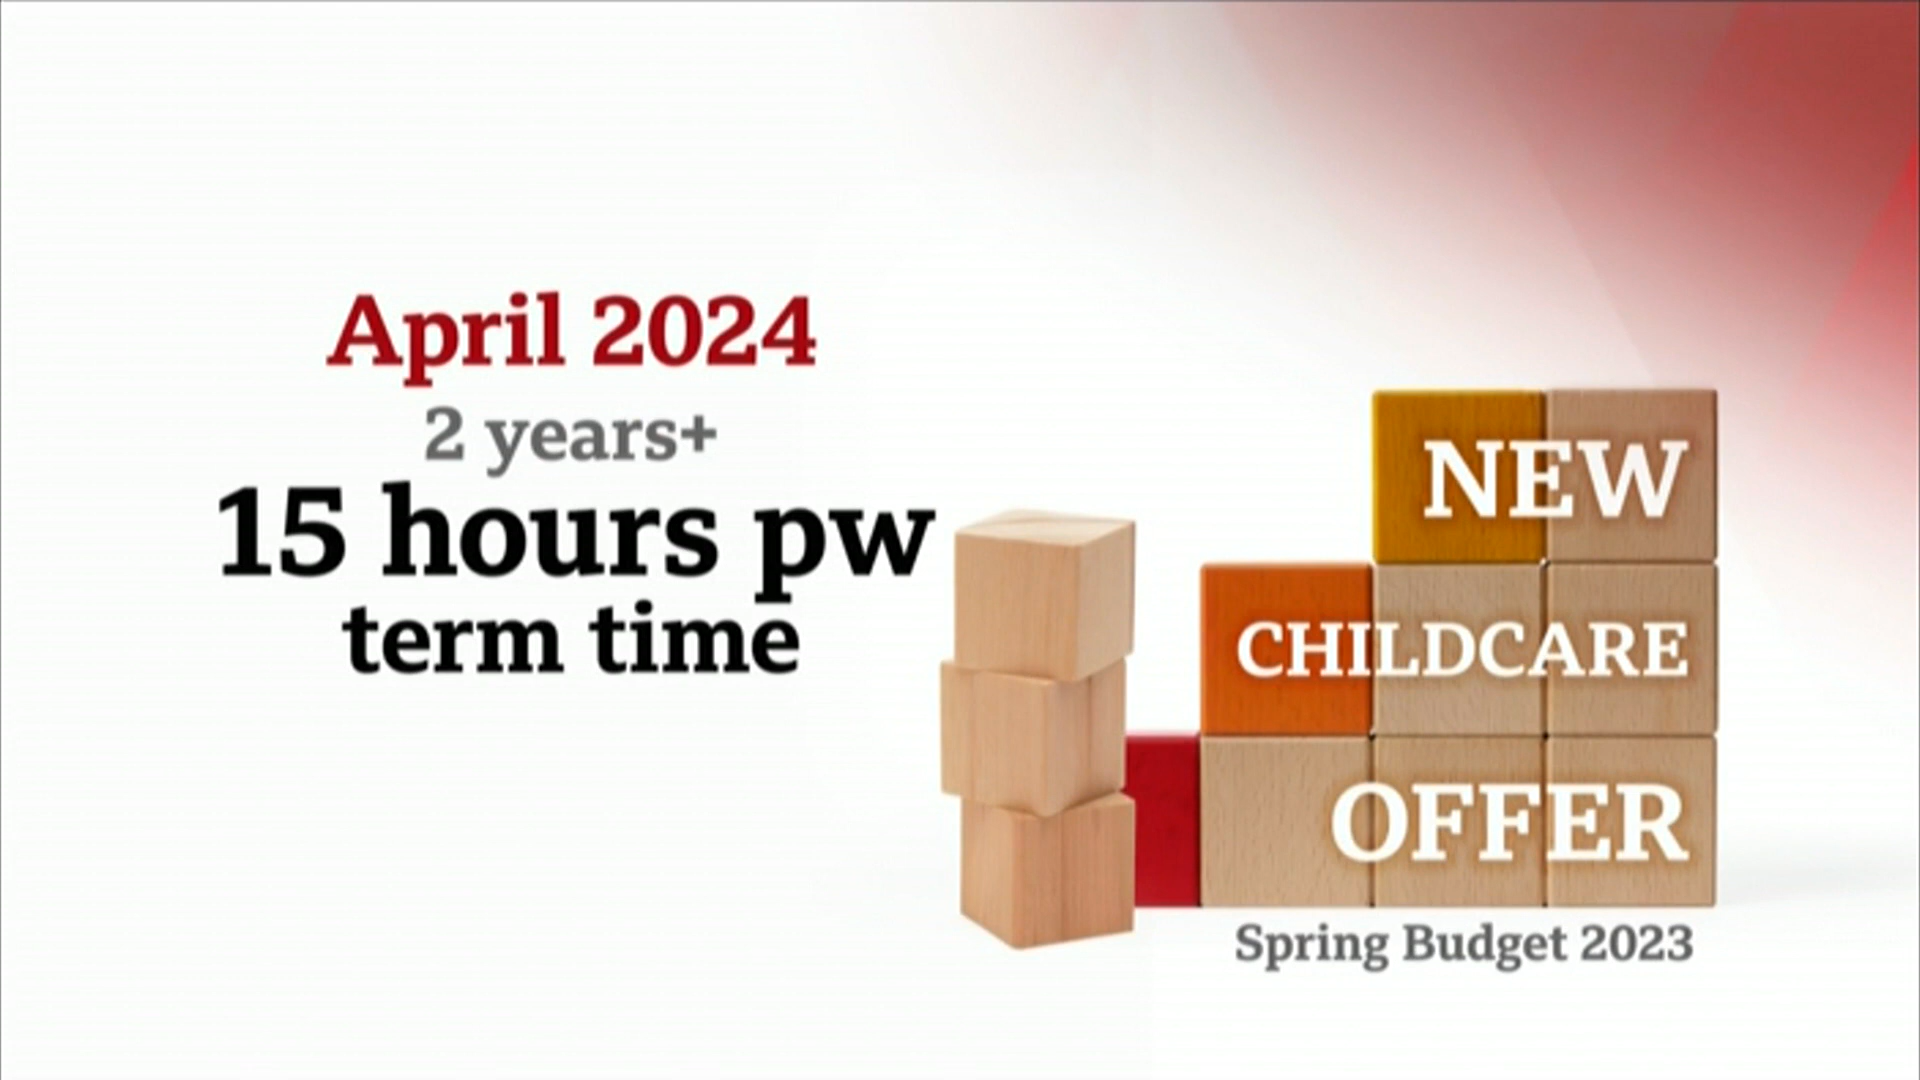 April 2024
2 years+
15 hours pw
term time
NEW
CHILDCARE
OFFER
Spring Budget 2023